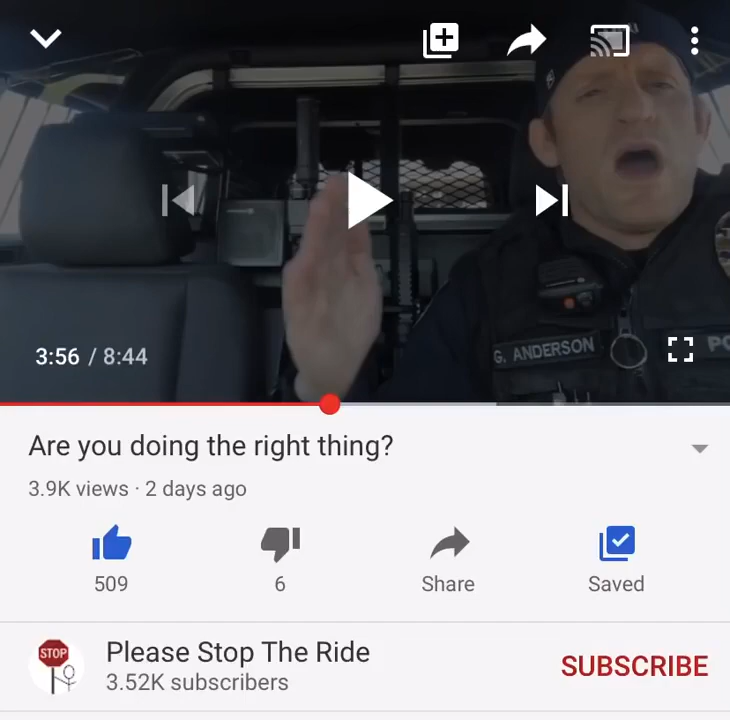 G. ANDERSON
PO
3:56 / 8:44
Are you doing the right thing?
3.9K views · 2 days ago
509
6
Share
Saved
STOP
Please Stop The Ride
3.52K subscribers
SUBSCRIBE